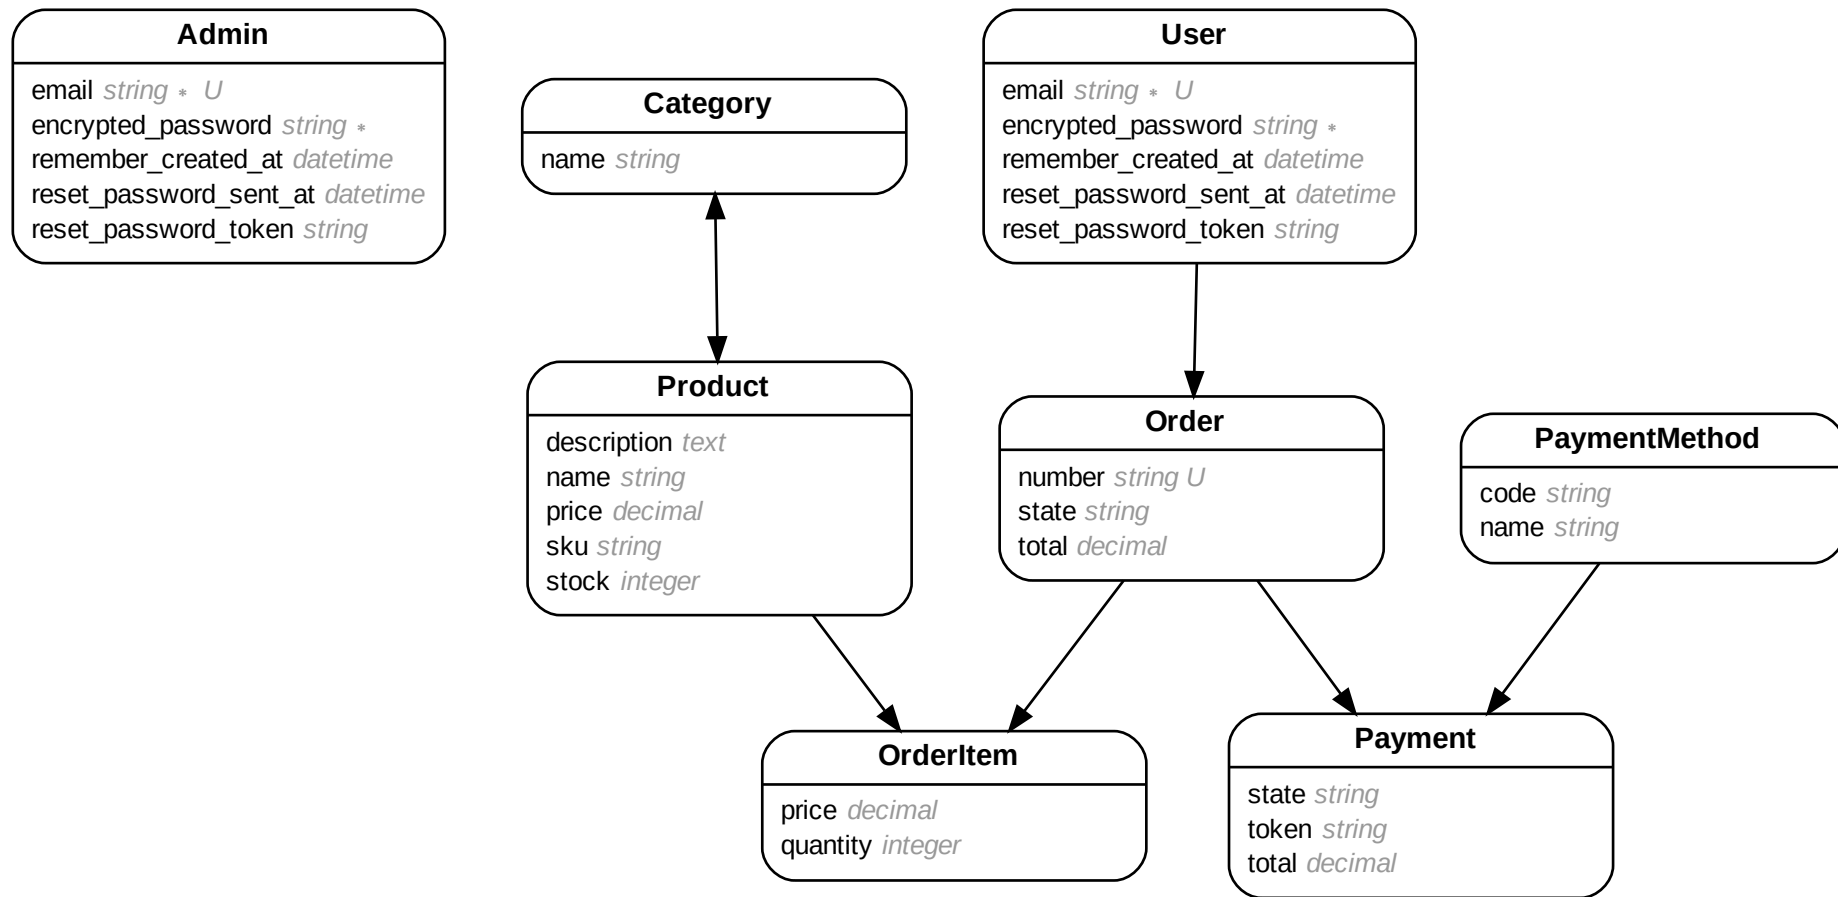 Admin
email string * U
encrypted_password string *
remember_created_at datetime
reset_password_sent_at datetime
reset_password_token string
Category
name string
User
email string * U
encrypted_password string *
remember_created_at datetime
reset_password_sent_at datetime
reset_password_token string
Product
description text
name string
price decimal
sku string
stock integer
Order
number string U
state string
total decimal
PaymentMethod
code string
name string
OrderItem
price decimal
quantity integer
Payment
state string
token string
total decimal